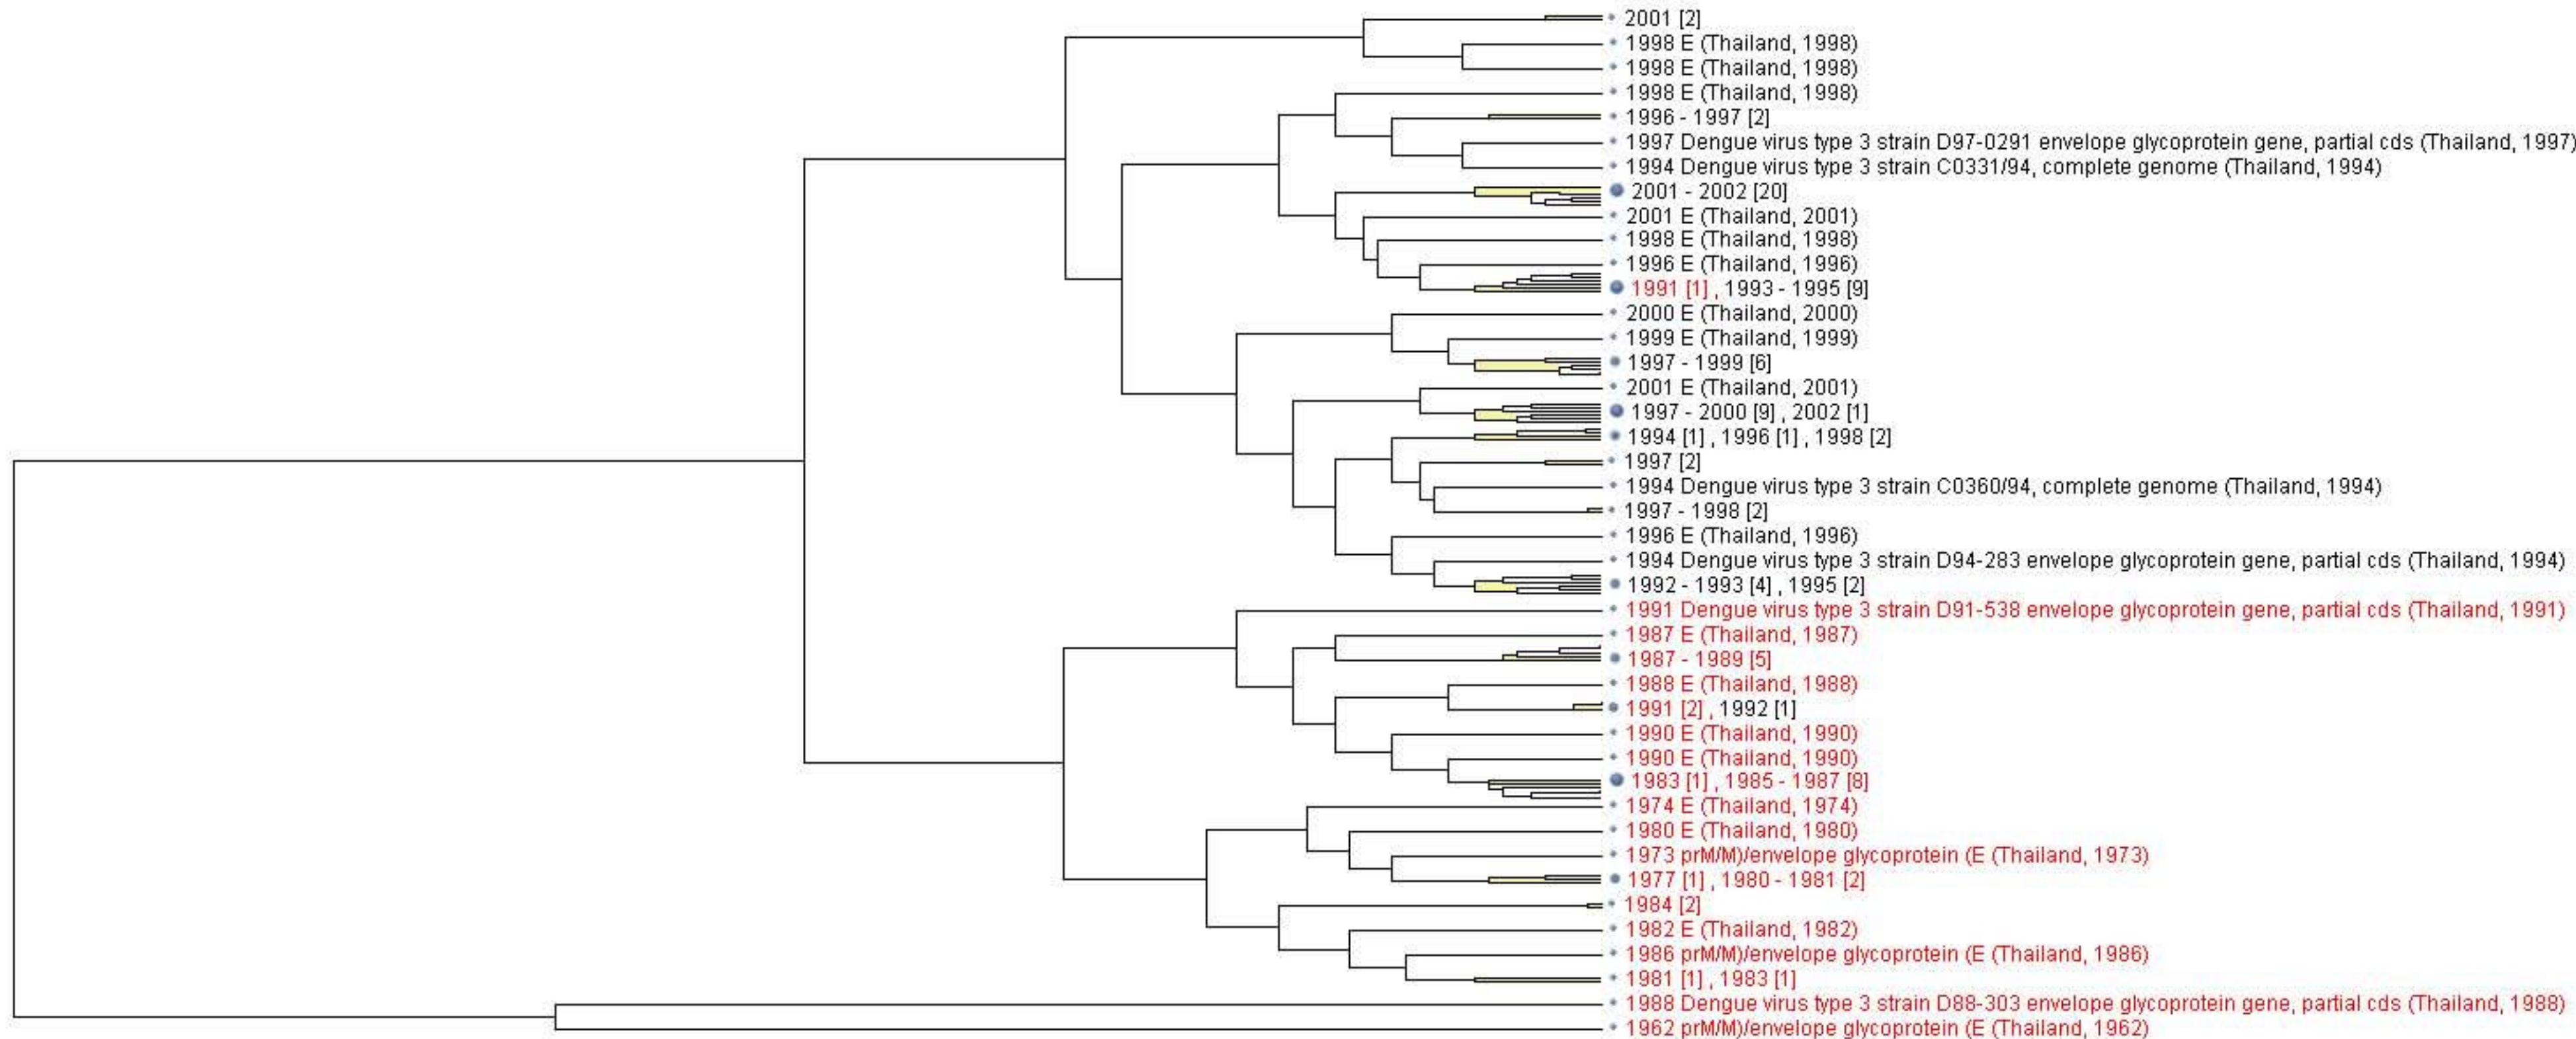 2001 [2]
1998 E (Thailand, 1998)
1998 E (Thailand, 1998)
1998 E (Thailand, 1998)
1996 - 1997 [2]
1997 Dengue virus type 3 strain D97-0291 envelope glycoprotein gene, partial cds (Thailand, 1997)
1994 Dengue virus type 3 strain C0331/94, complete genome (Thailand, 1994)
2001 - 2002 [20]
2001 E (Thailand, 2001)
1998 E (Thailand, 1998)
1996 E (Thailand, 1996)
1991 [1] , 1993 - 1995 [9]
2000 E (Thailand, 2000)
1999 E (Thailand, 1999)
1997 - 1999 [6]
2001 E (Thailand, 2001)
1997 - 2000 [9] , 2002 [1]
1994 [1] , 1996 [1] , 1998 [2]
1997 [2]
1994 Dengue virus type 3 strain C0360/94, complete genome (Thailand, 1994)
1997 - 1998 [2]
1996 E (Thailand, 1996)
1994 Dengue virus type 3 strain D94-283 envelope glycoprotein gene, partial cds (Thailand, 1994)
1992 - 1993 [4] , 1995 [2]
1991 Dengue virus type 3 strain D91-538 envelope glycoprotein gene, partial cds (Thailand, 1991)
1987 E (Thailand, 1987)
1987 - 1989 [5]
1988 E (Thailand, 1988)
1991 [2] , 1992 [1]
1990 E (Thailand, 1990)
1990 E (Thailand, 1990)
1983 [1] , 1985 - 1987 [8]
1974 E (Thailand, 1974)
1980 E (Thailand, 1980)
1973 prM/M)/envelope glycoprotein (E (Thailand, 1973)
1977 [1] , 1980 - 1981 [2]
1984 [2]
1982 E (Thailand, 1982)
1986 prM/M)/envelope glycoprotein (E (Thailand, 1986)
1981 [1] , 1983 [1]
1988 Dengue virus type 3 strain D88-303 envelope glycoprotein gene, partial cds (Thailand, 1988)
1962 prM/M)/envelope glycoprotein (E (Thailand, 1962)